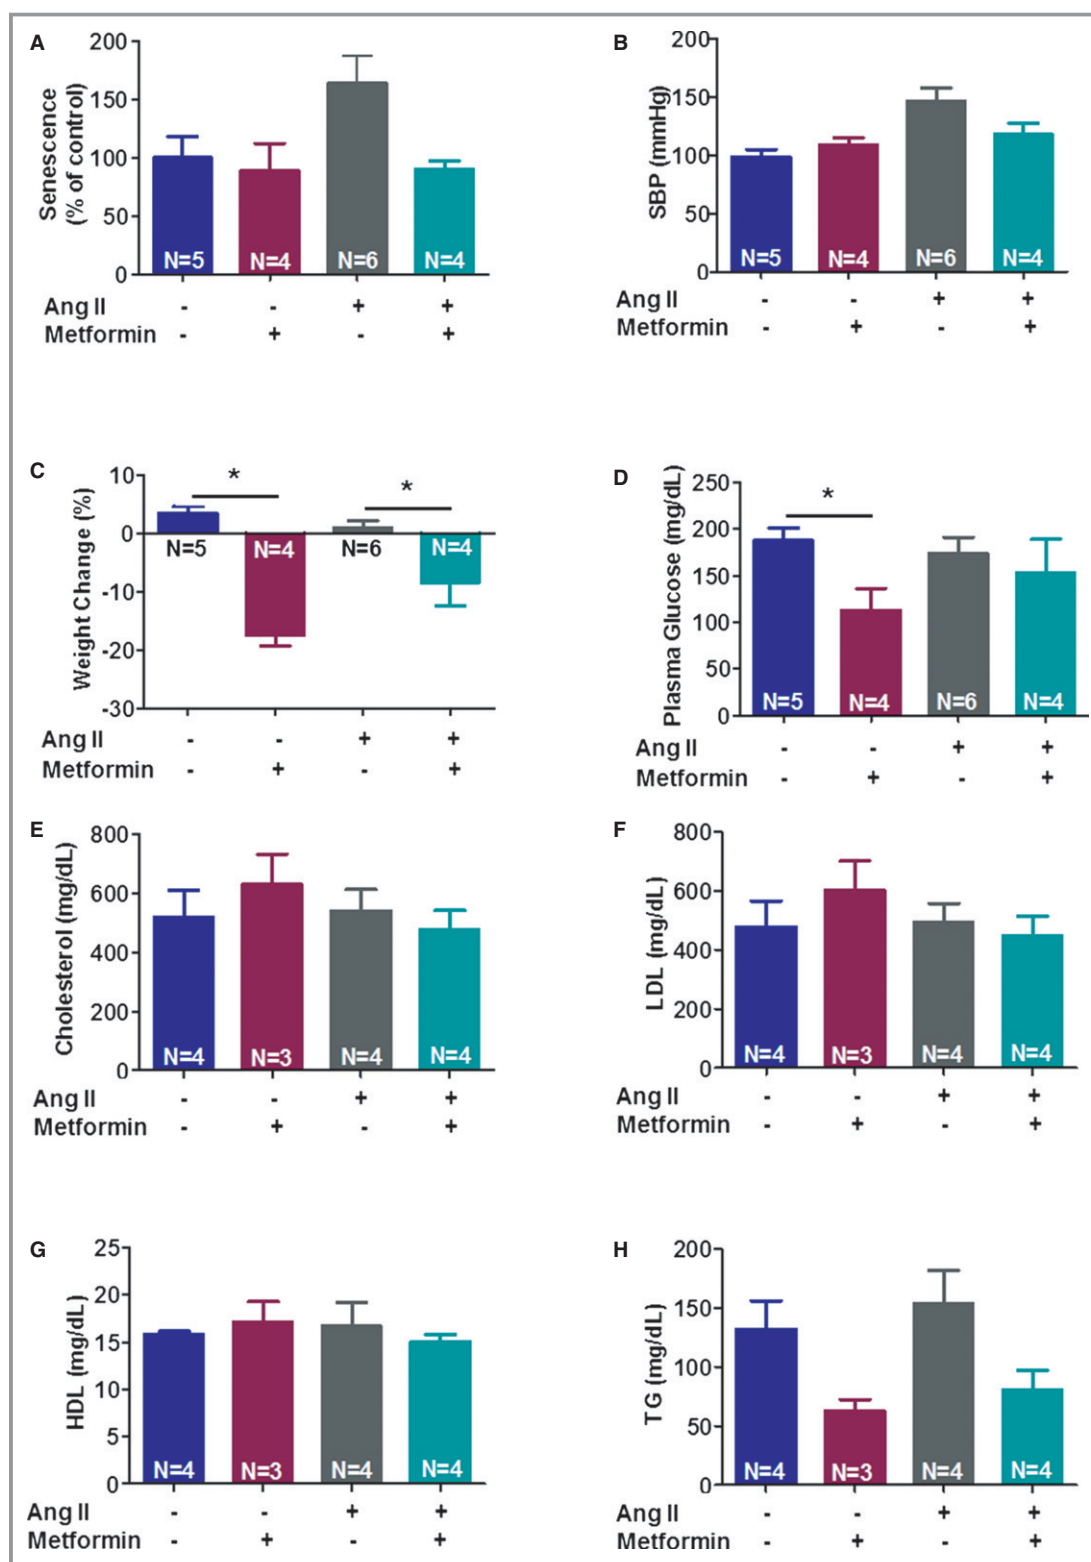 A
Senescence
(% of control)
200
150
100
50
0
N=5 N=4 N=6 N=4
Ang II - - + +
Metformin - + - +
B
SBP (mmHg)
200
150
100
50
0
N=5 N=4 N=6 N=4
Ang II - - + +
Metformin - + - +
C
Weight Change (%)
10
0
-10
-20
-30
* *
N=5 N=4 N=6 N=4
Ang II - - + +
Metformin - + - +
D
Plasma Glucose (mg/dL)
250
200
150
100
50
0
*
N=5 N=4 N=6 N=4
Ang II - - + +
Metformin - + - +
E
Cholesterol (mg/dL)
800
600
400
200
0
N=4 N=3 N=4 N=4
Ang II - - + +
Metformin - + - +
F
LDL (mg/dL)
800
600
400
200
0
N=4 N=3 N=4 N=4
Ang II - - + +
Metformin - + - +
G
HDL (mg/dL)
25
20
15
10
5
0
N=4 N=3 N=4 N=4
Ang II - - + +
Metformin - + - +
H
TG (mg/dL)
200
150
100
50
0
N=4 N=3 N=4 N=4
Ang II - - + +
Metformin - + - +